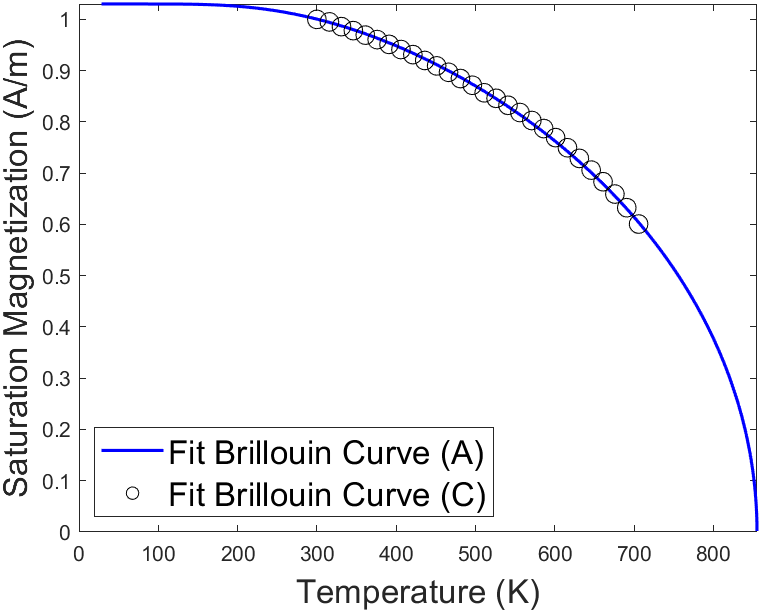 Saturation Magnetization (A/m)
1
0.9
0.8
0.7
0.6
0.5
0.4
0.3
0.2
0.1
0
Fit Brillouin Curve (A)
Fit Brillouin Curve (C)
0 100 200 300 400 500 600 700 800
Temperature (K)